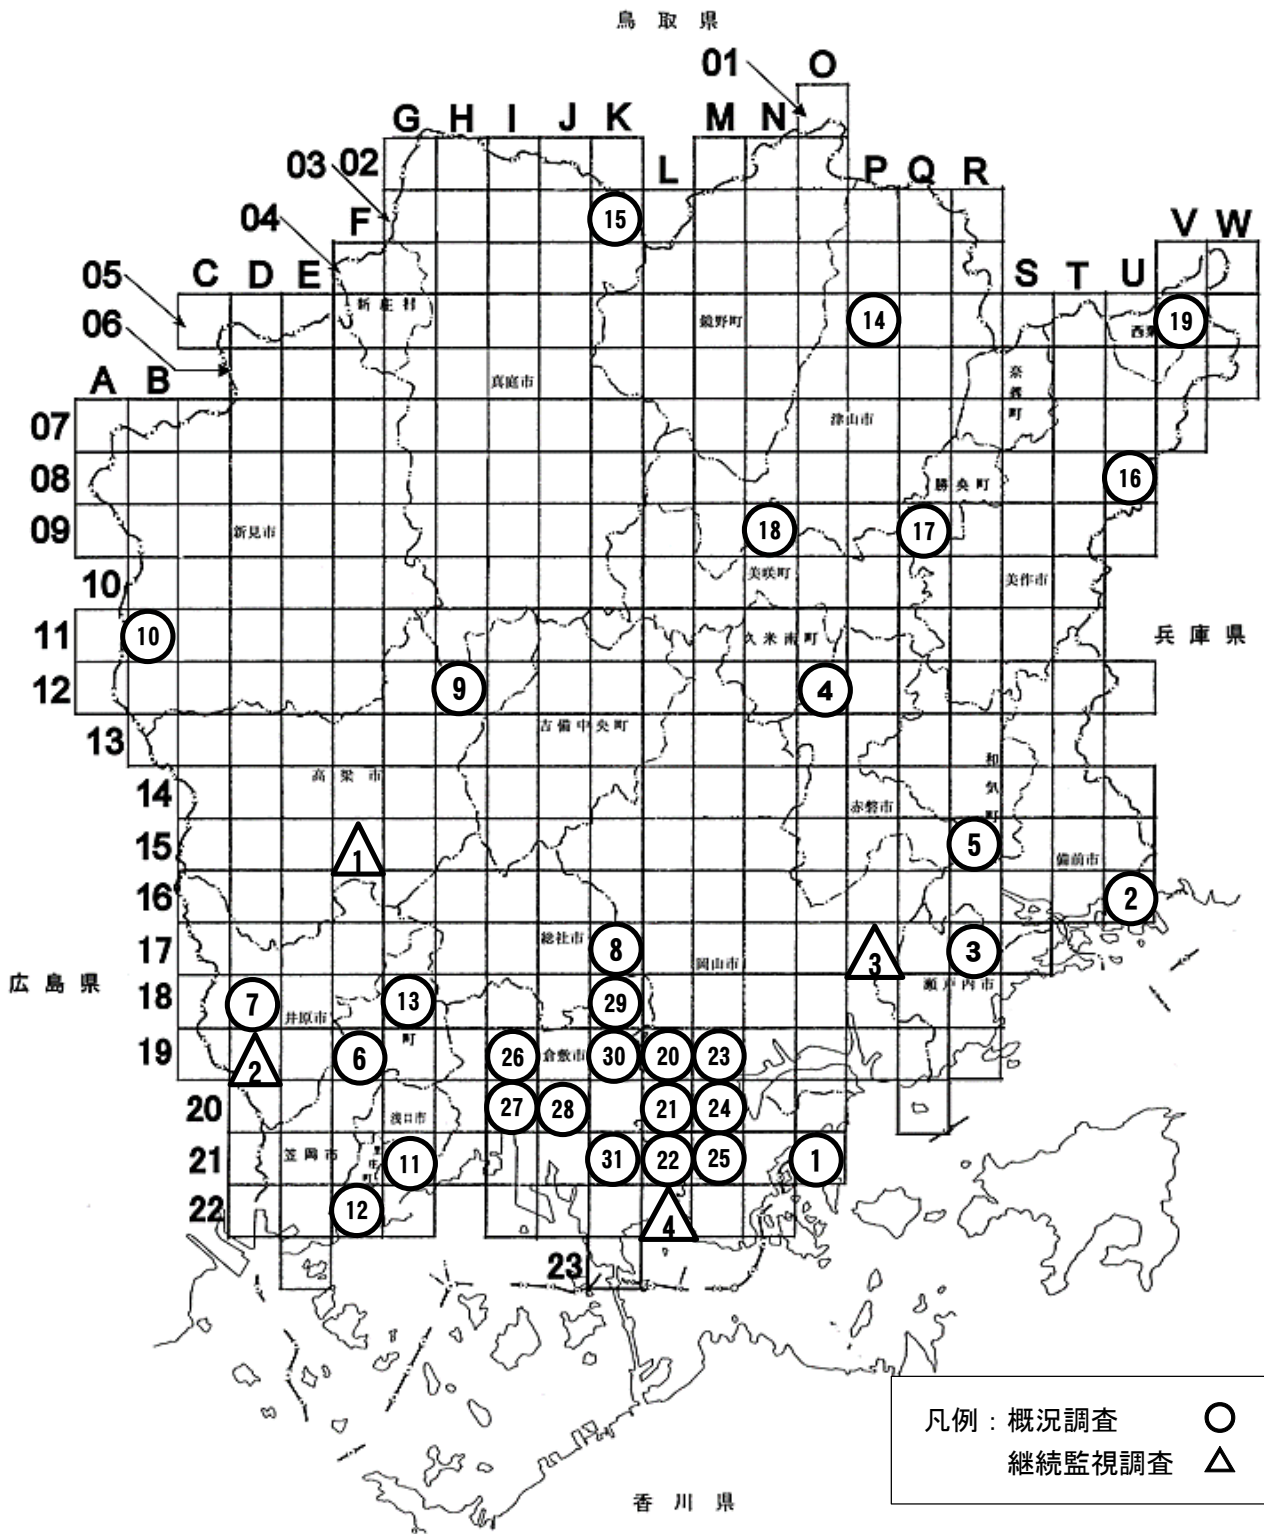 鳥 取 県
01 O
G H I J K M N
03 02 L P Q R
15
04 F V W
05 C D E S T U
新 庄 村 鏡野町 14 西粟 19
06
A B 真庭市 奈義町
07 津山市
08 勝 央 町 16
09 新見市 18 17
10 美咲町 美作市
11 10 久 米 南 町 兵 庫 県
12 9 4
13 吉 備 中 央 町 和気町
14 高 梁 市 赤磐市
15 1 5 備前市
16 2
17 総社市 8 岡山市 3 3
広 島 県
18 7 井原市 13 29 瀬 戸 内 市
町
19 2 6 26 倉敷市 30 20 23
20 浅口市 27 28 21 24
21 笠 岡 市 里庄町 11 31 22 25 1
22 12 4
23
凡例：概況調査 ○
継続監視調査 △
香 川 県